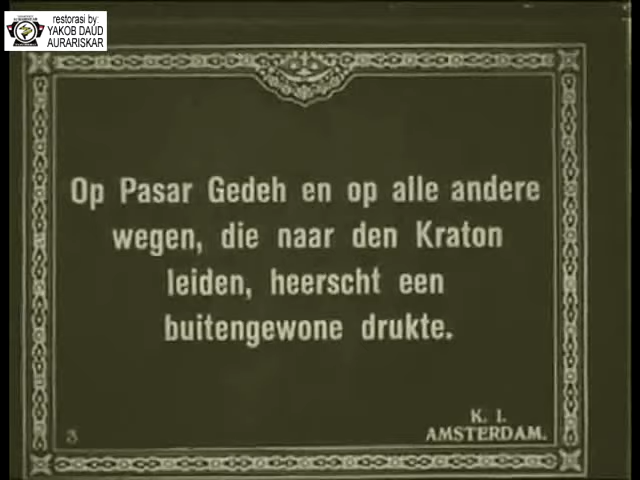 restorasi by:
YAKOB DAUD
AURARISKAR
Op Pasar Gedeh en op alle andere
wegen, die naar den Kraton
leiden, heerscht een
buitengewone drukte.
3
K. I.
AMSTERDAM.